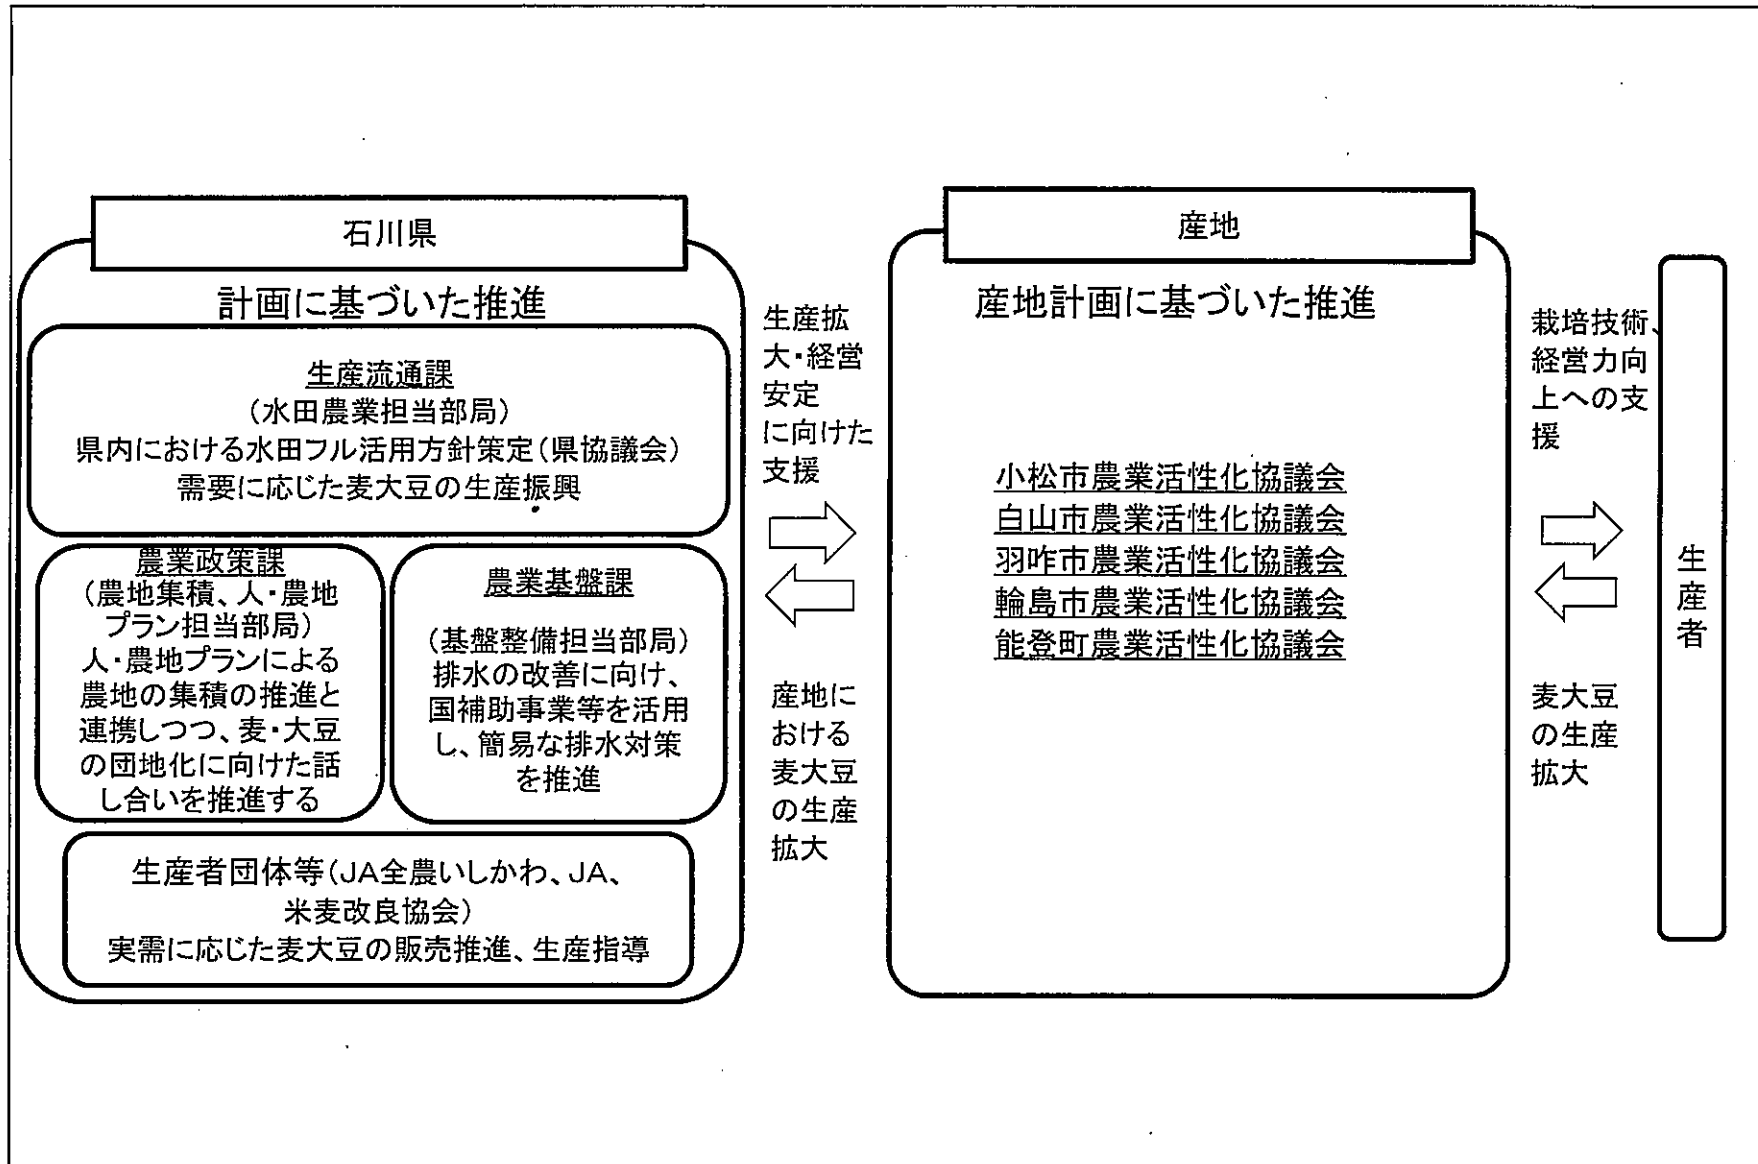 石川県
計画に基づいた推進
生産流通課
(水田農業担当部局)
県内における水田フル活用方針策定(県協議会)
需要に応じた麦大豆の生産振興
農業政策課
(農地集積、人・農地
プラン担当部局)
人・農地プランによる
農地の集積の推進と
連携しつつ、麦・大豆
の団地化に向けた話
し合いを推進する
農業基盤課
(基盤整備担当部局)
排水の改善に向け、
国補助事業等を活用
し、簡易な排水対策
を推進
生産者団体等(JA全農いしかわ、JA、
米麦改良協会)
実需に応じた麦大豆の販売推進、生産指導
生産拡
大・経営
安定
に向けた
支援
産地に
おける
麦大豆
の生産
拡大
産地
産地計画に基づいた推進
小松市農業活性化協議会
白山市農業活性化協議会
羽咋市農業活性化協議会
輪島市農業活性化協議会
能登町農業活性化協議会
栽培技術、
経営力向
上への支
援
麦大豆
の生産
拡大
生産者